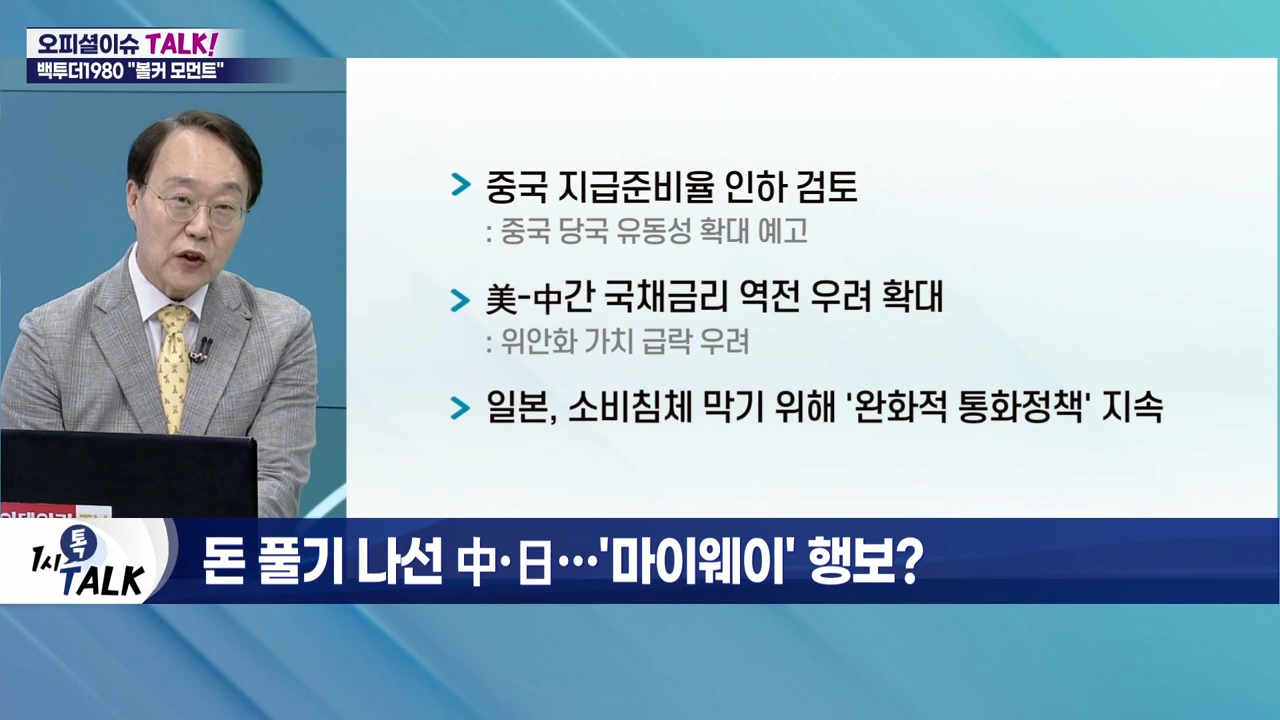 오피셜이슈 TALK!
백투더1980 "볼커 모먼트"
> 중국 지급준비율 인하 검토
: 중국 당국 유동성 확대 예고
> 美-中간 국채금리 역전 우려 확대
: 위안화 가치 급락 우려
> 일본, 소비침체 막기 위해 '완화적 통화정책' 지속
1시 톡 TALK
돈 풀기 나선 中·日…'마이웨이' 행보?